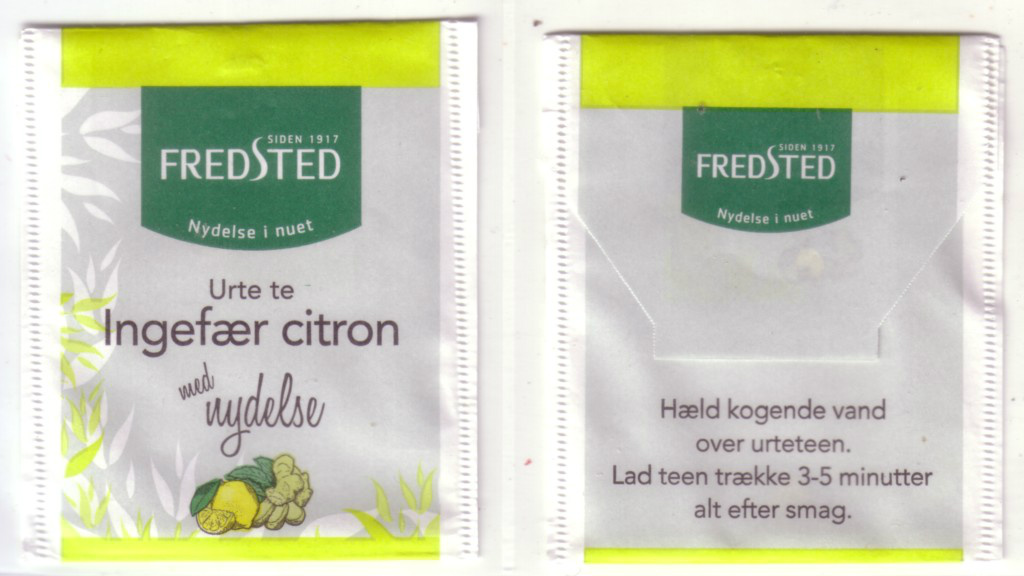 SIDEN 1917
FREDSTED
Nydelse i nuet
Urte te
Ingefær citron
med
nydelse
SIDEN 1917
FREDSTED
Nydelse i nuet
Hæld kogende vand
over urteteen.
Lad teen trække 3-5 minutter
alt efter smag.